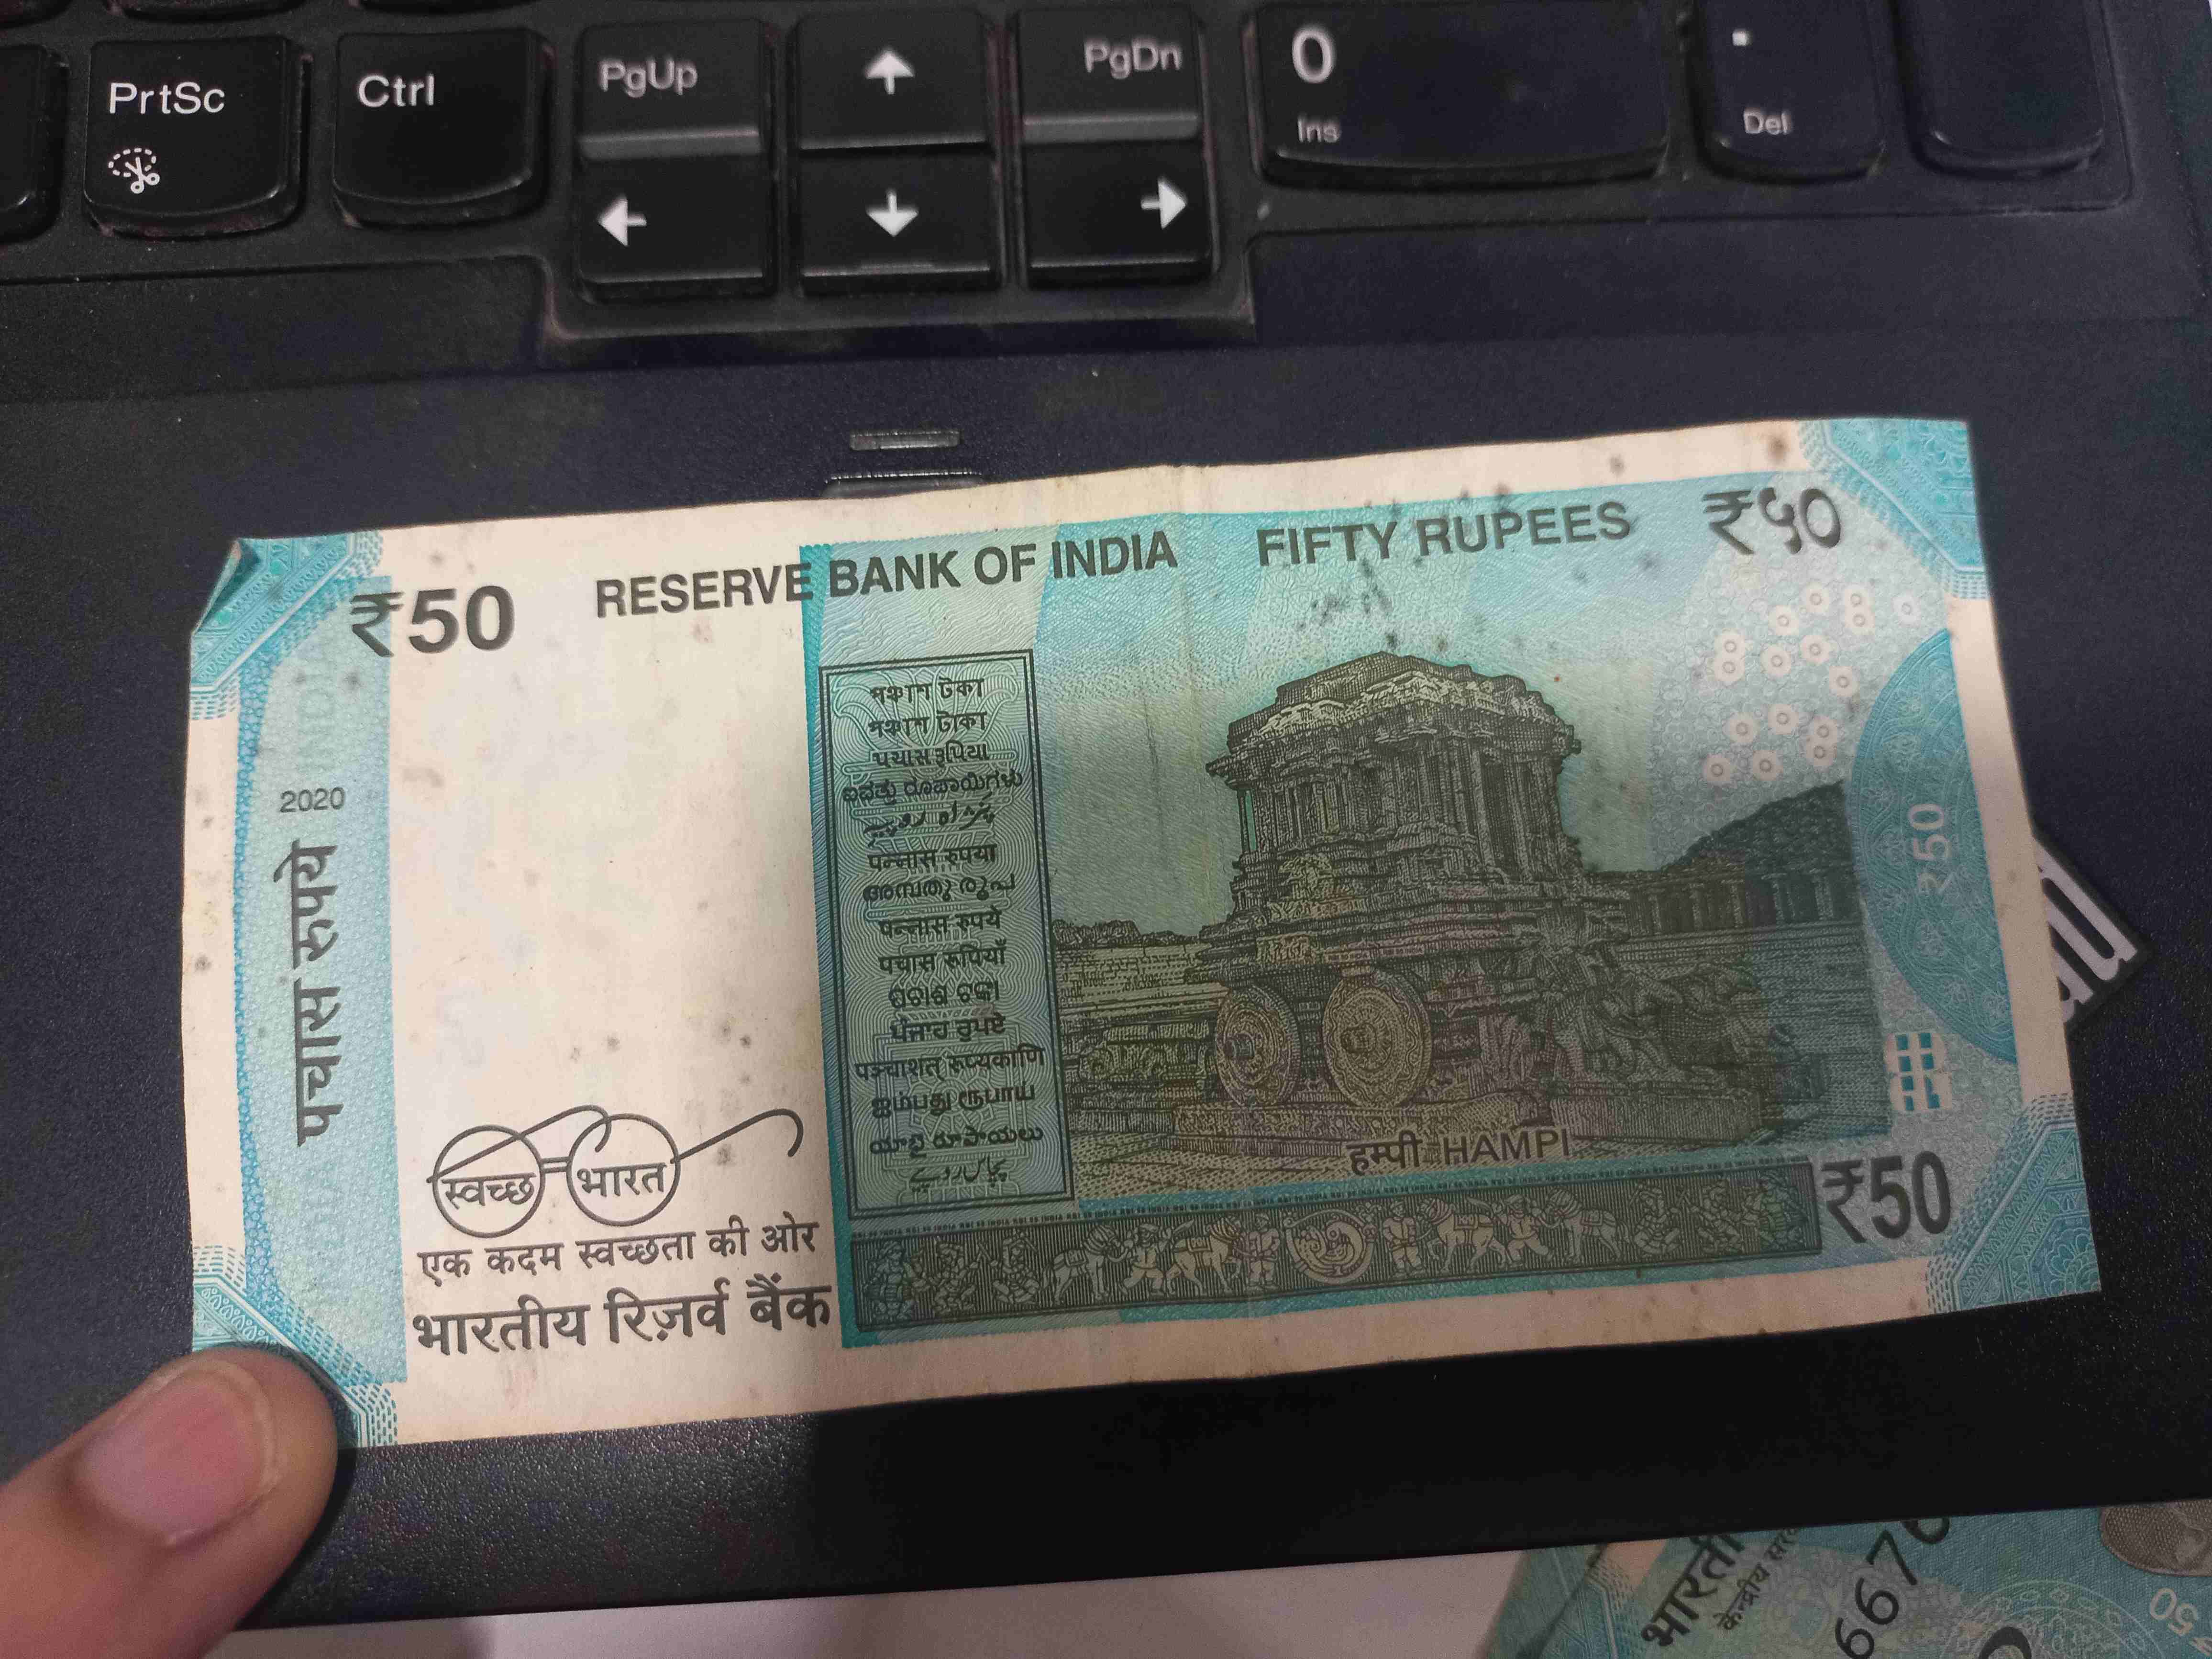 PrtSc
Ctrl
PgUp
PgDn
0
Ins
.
Del
₹50
RESERVE BANK OF INDIA
FIFTY RUPEES
₹५०
2020
पचास रुपये
পঞ্চাশ টকা
পঞ্চাশ টাকা
પચાસ રૂપિયા
ಐವತ್ತು ರೂಪಾಯಿಗಳು
पन्नास रुपया
അമ്പതു രൂപ
पन्नास रुपये
पचास रूपियाँ
ପଚାଶ ଟଙ୍କା
ਪੰਜਾਹ ਰੁਪਏ
पञ्चाशत् रूप्यकाणि
ஐம்பது ரூபாய்
యాభై రూపాయలు
پچاس روپے
₹50
स्वच्छ भारत
एक कदम स्वच्छता की ओर
भारतीय रिज़र्व बैंक
हम्पी HAMPI
₹50
₹50